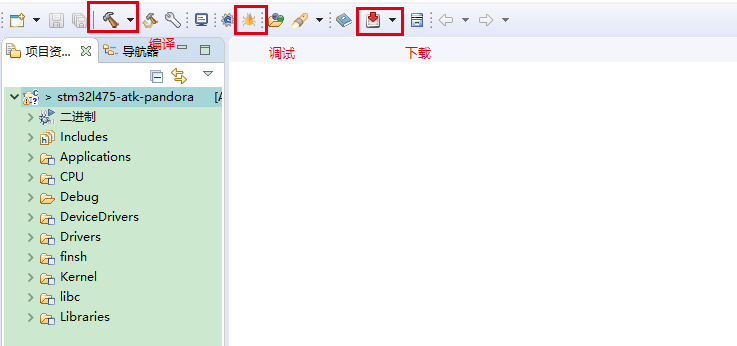 编译
调试
下载
项目资...
导航器
> stm32l475-atk-pandora [A
二进制
Includes
Applications
CPU
Debug
DeviceDrivers
Drivers
finsh
Kernel
libc
Libraries